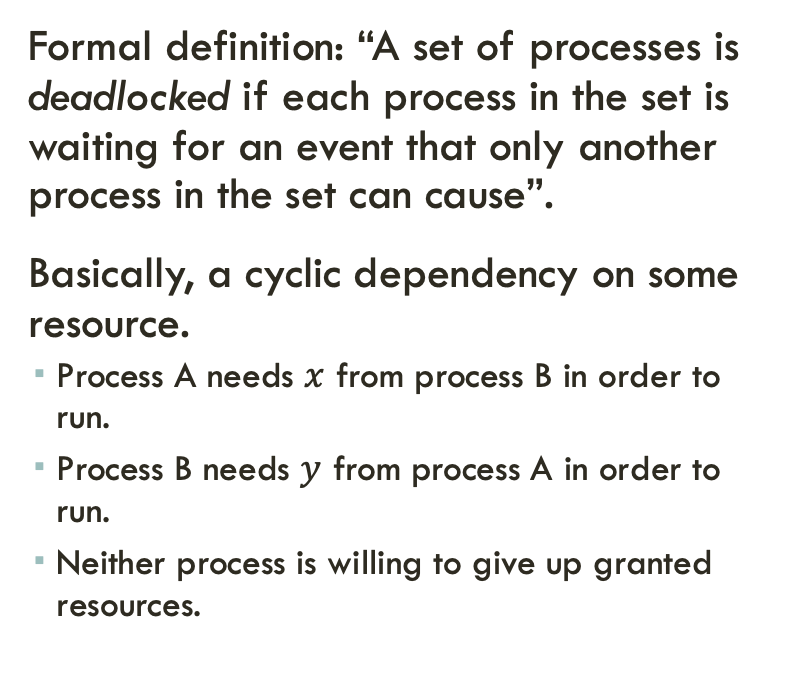 Formal definition: “A set of processes is
deadlocked if each process in the set is
waiting for an event that only another
process in the set can cause”.
Basically, a cyclic dependency on some
resource.
▪ Process A needs x from process B in order to
run.
▪ Process B needs y from process A in order to
run.
▪ Neither process is willing to give up granted
resources.